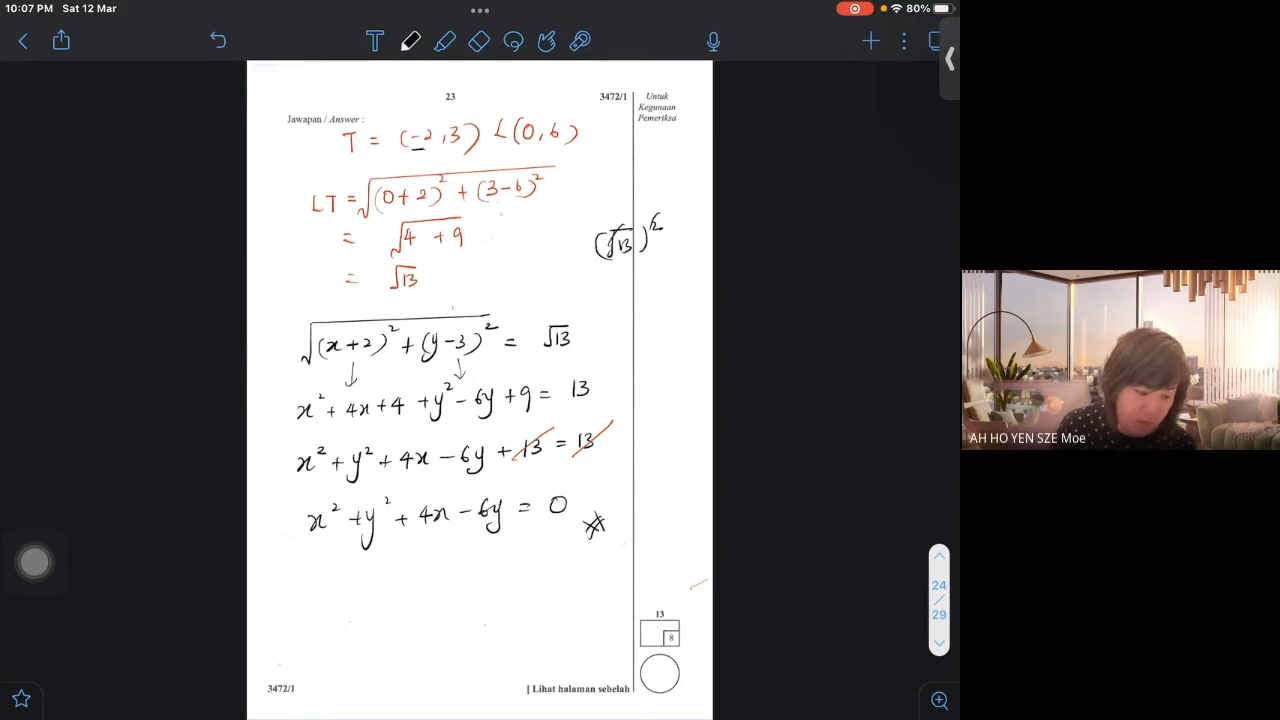 10:07 PM Sat 12 Mar
80%
23
3472/1
Untuk
Kegunaan
Pemeriksa
Jawapan / Answer :
T = (-2,3) L(0,6)
LT = √((0+2)² + (3-6)²)
= √(4 + 9)
= √13
(√13)²
√((x+2)² + (y-3)²) = √13
x² + 4x + 4 + y² - 6y + 9 = 13
x² + y² + 4x - 6y + 13 = 13
x² + y² + 4x - 6y = 0
13
8
3472/1
[ Lihat halaman sebelah
24
/
29
AH HO YEN SZE Moe